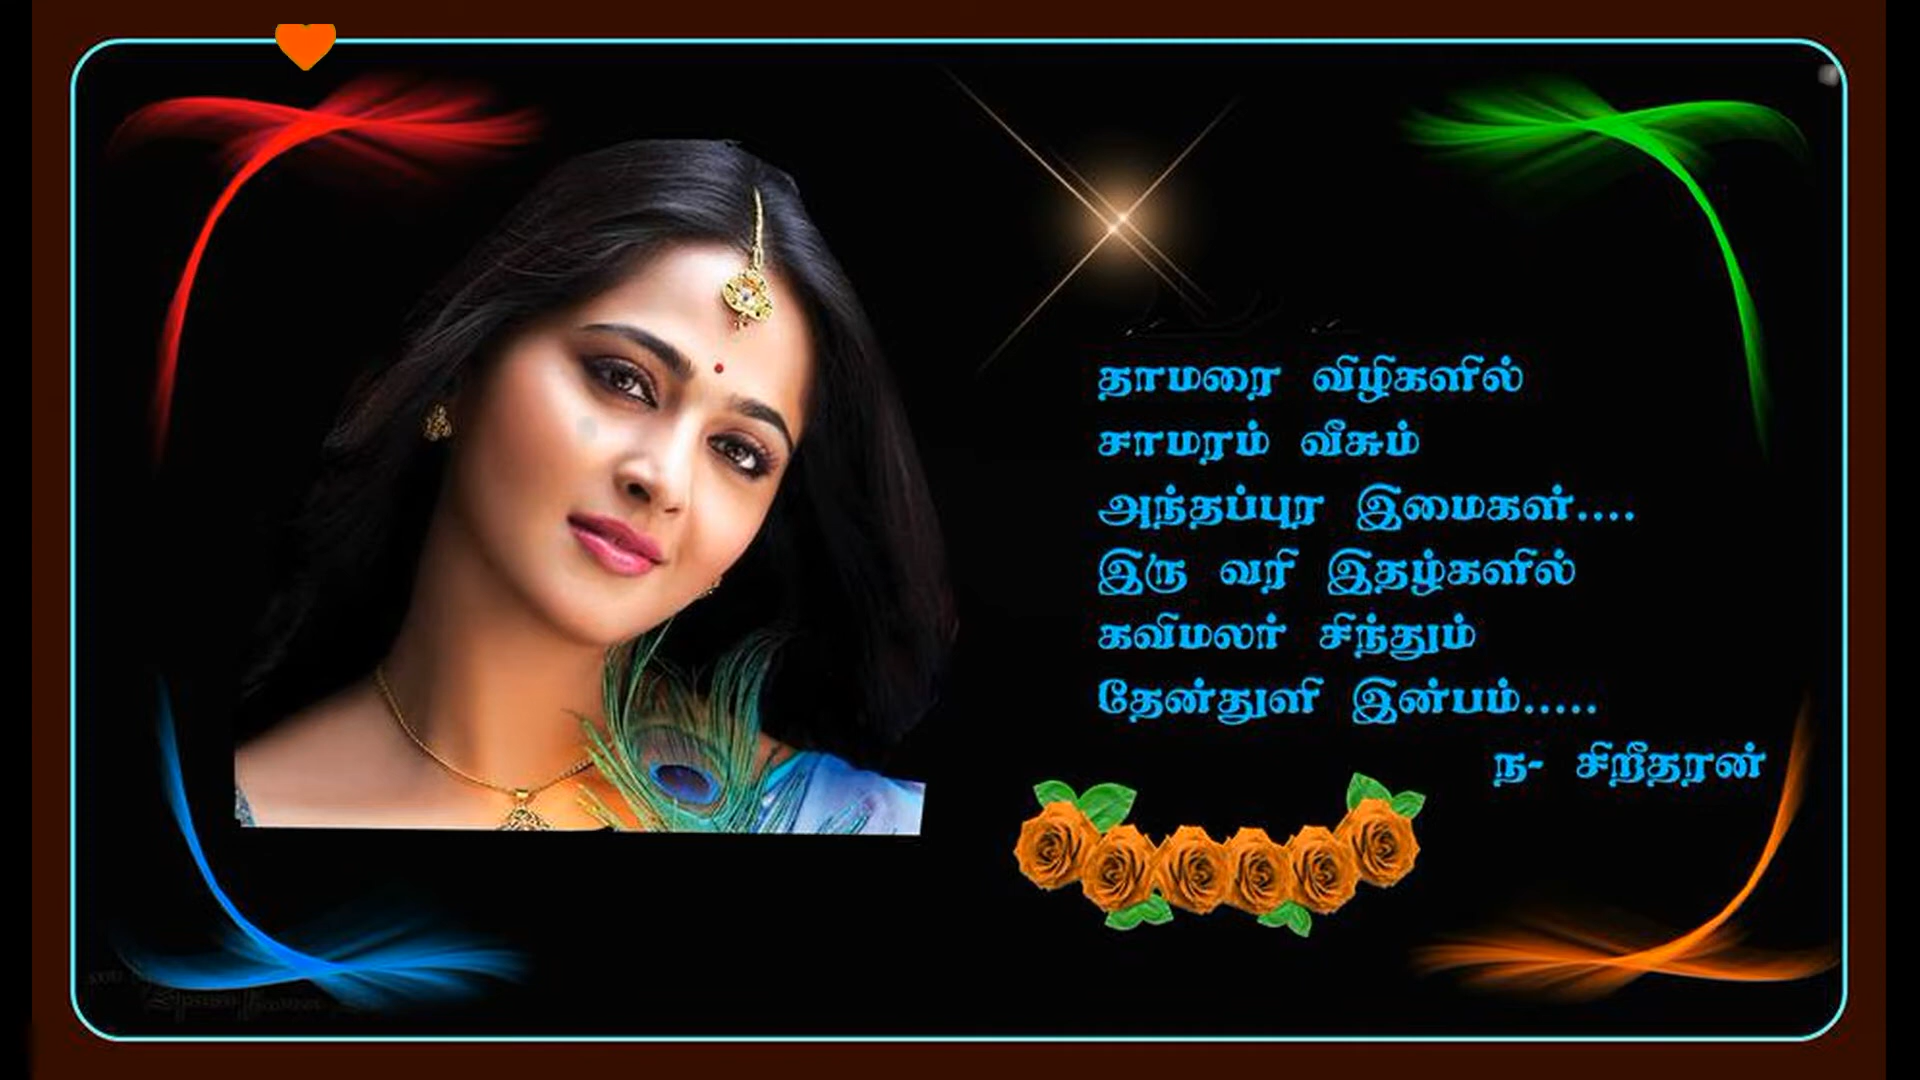 தாமரை விழிகளில்
சாமரம் வீசும்
அந்தப்புர இமைகள்....
இரு வரி இதழ்களில்
கவிமலர் சிந்தும்
தேன்துளி இன்பம்.....
ந- சிறீதரன்